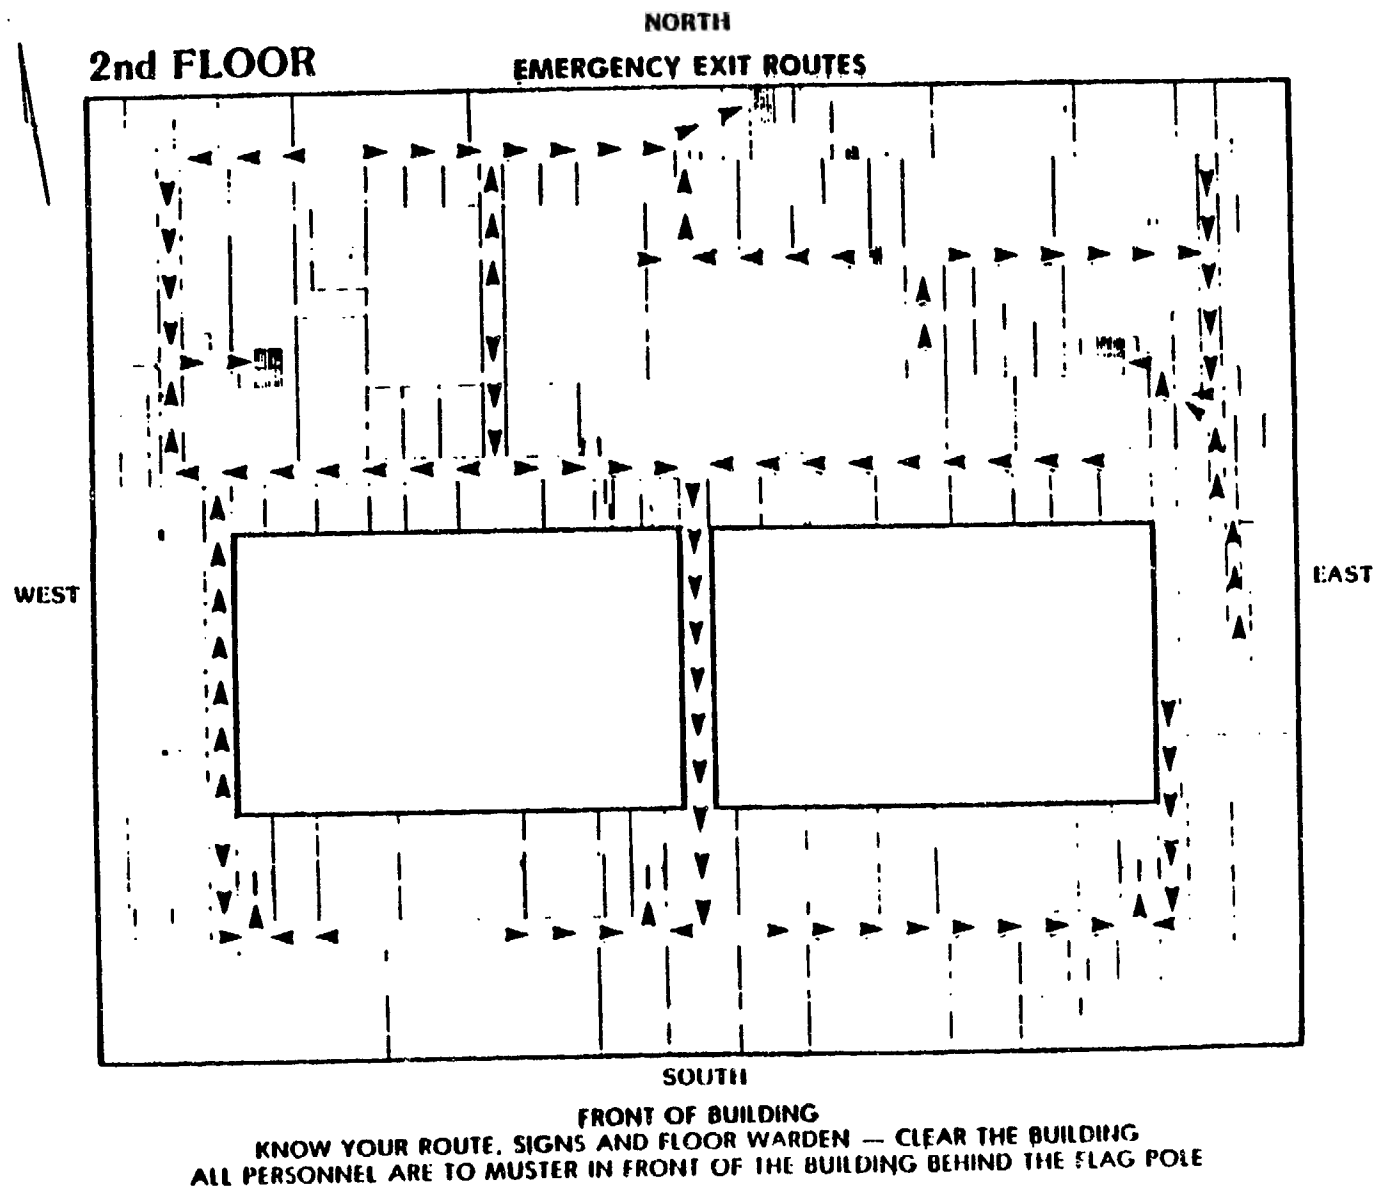 NORTH
2nd FLOOR
EMERGENCY EXIT ROUTES
WEST
EAST
SOUTH
FRONT OF BUILDING
KNOW YOUR ROUTE, SIGNS AND FLOOR WARDEN — CLEAR THE BUILDING
ALL PERSONNEL ARE TO MUSTER IN FRONT OF THE BUILDING BEHIND THE FLAG POLE